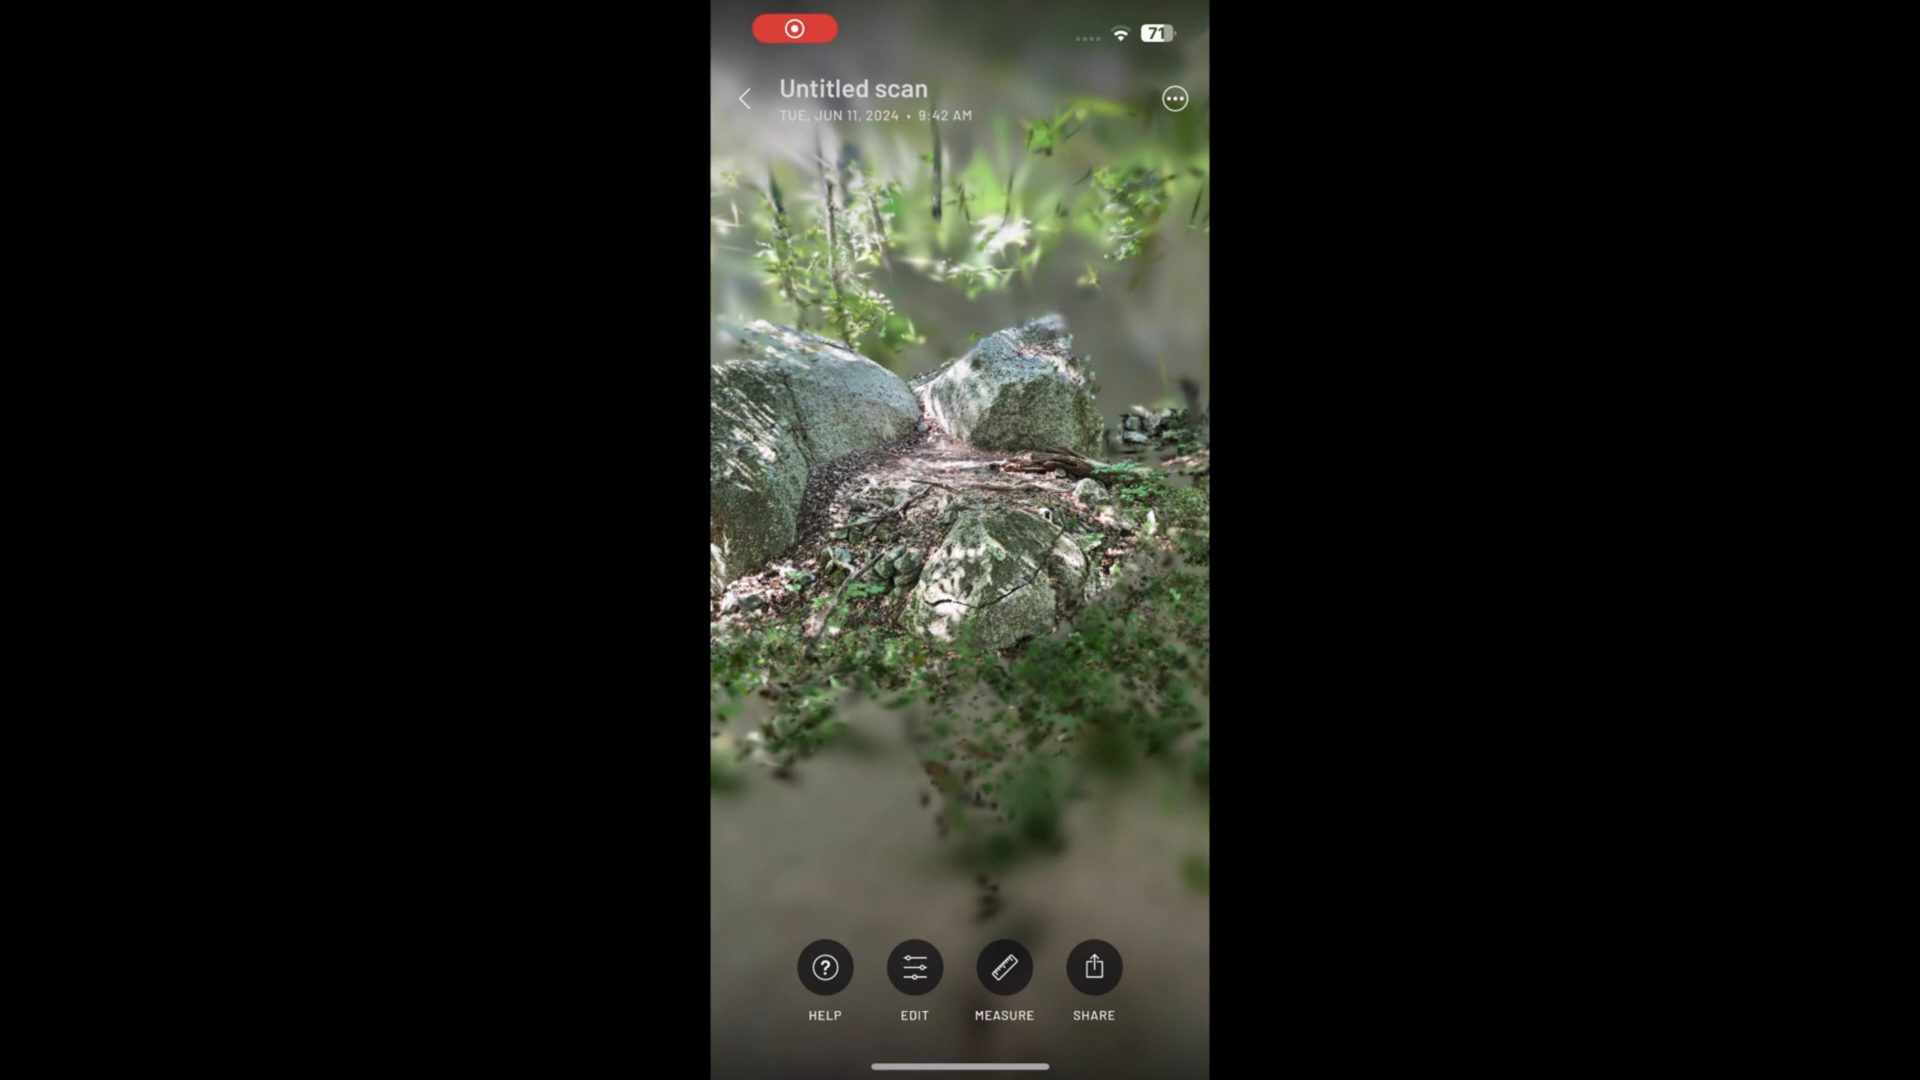 71
Untitled scan
TUE, JUN 11, 2024 • 9:42 AM
?
HELP
EDIT
MEASURE
SHARE